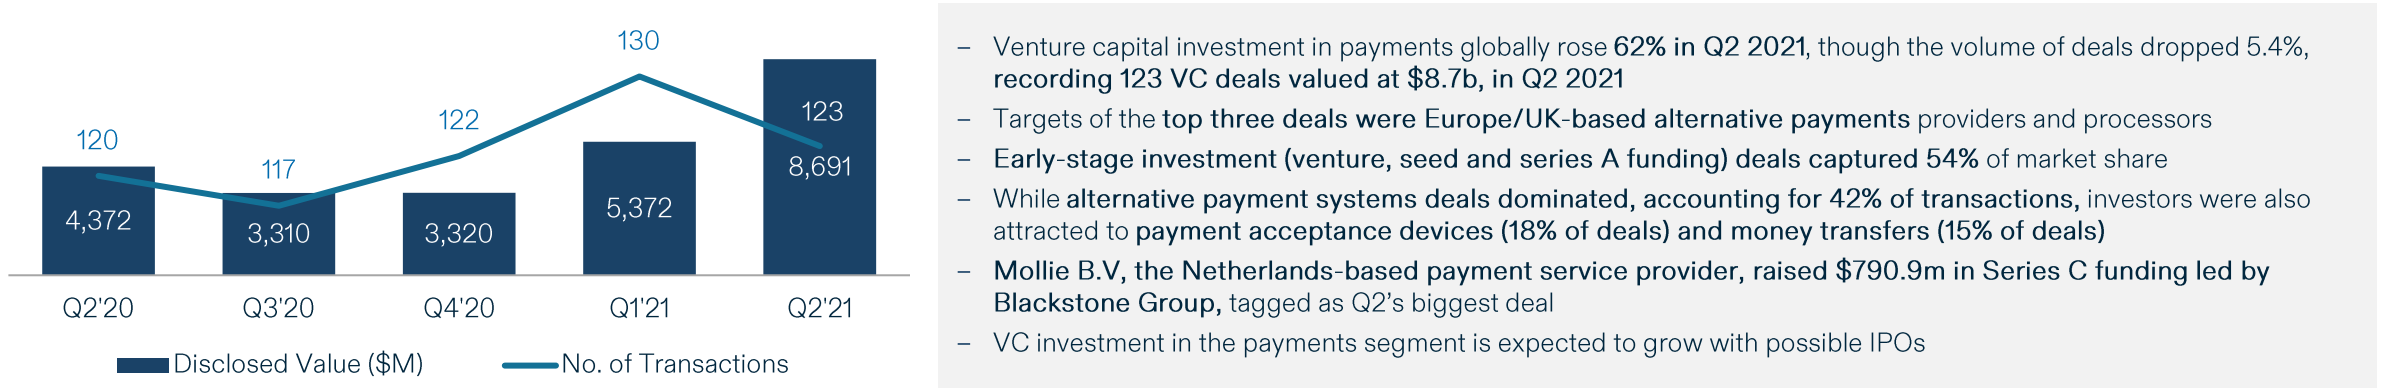 130
122
120
117
123
8,691
5,372
4,372
3,310
3,320
Q2'20
Q3'20
Q4'20
Q1'21
Q2'21
Disclosed Value ($M)
No. of Transactions
– Venture capital investment in payments globally rose 62% in Q2 2021, though the volume of deals dropped 5.4%,
recording 123 VC deals valued at $8.7b, in Q2 2021
– Targets of the top three deals were Europe/UK-based alternative payments providers and processors
– Early-stage investment (venture, seed and series A funding) deals captured 54% of market share
– While alternative payment systems deals dominated, accounting for 42% of transactions, investors were also
attracted to payment acceptance devices (18% of deals) and money transfers (15% of deals)
– Mollie B.V, the Netherlands-based payment service provider, raised $790.9m in Series C funding led by
Blackstone Group, tagged as Q2’s biggest deal
– VC investment in the payments segment is expected to grow with possible IPOs